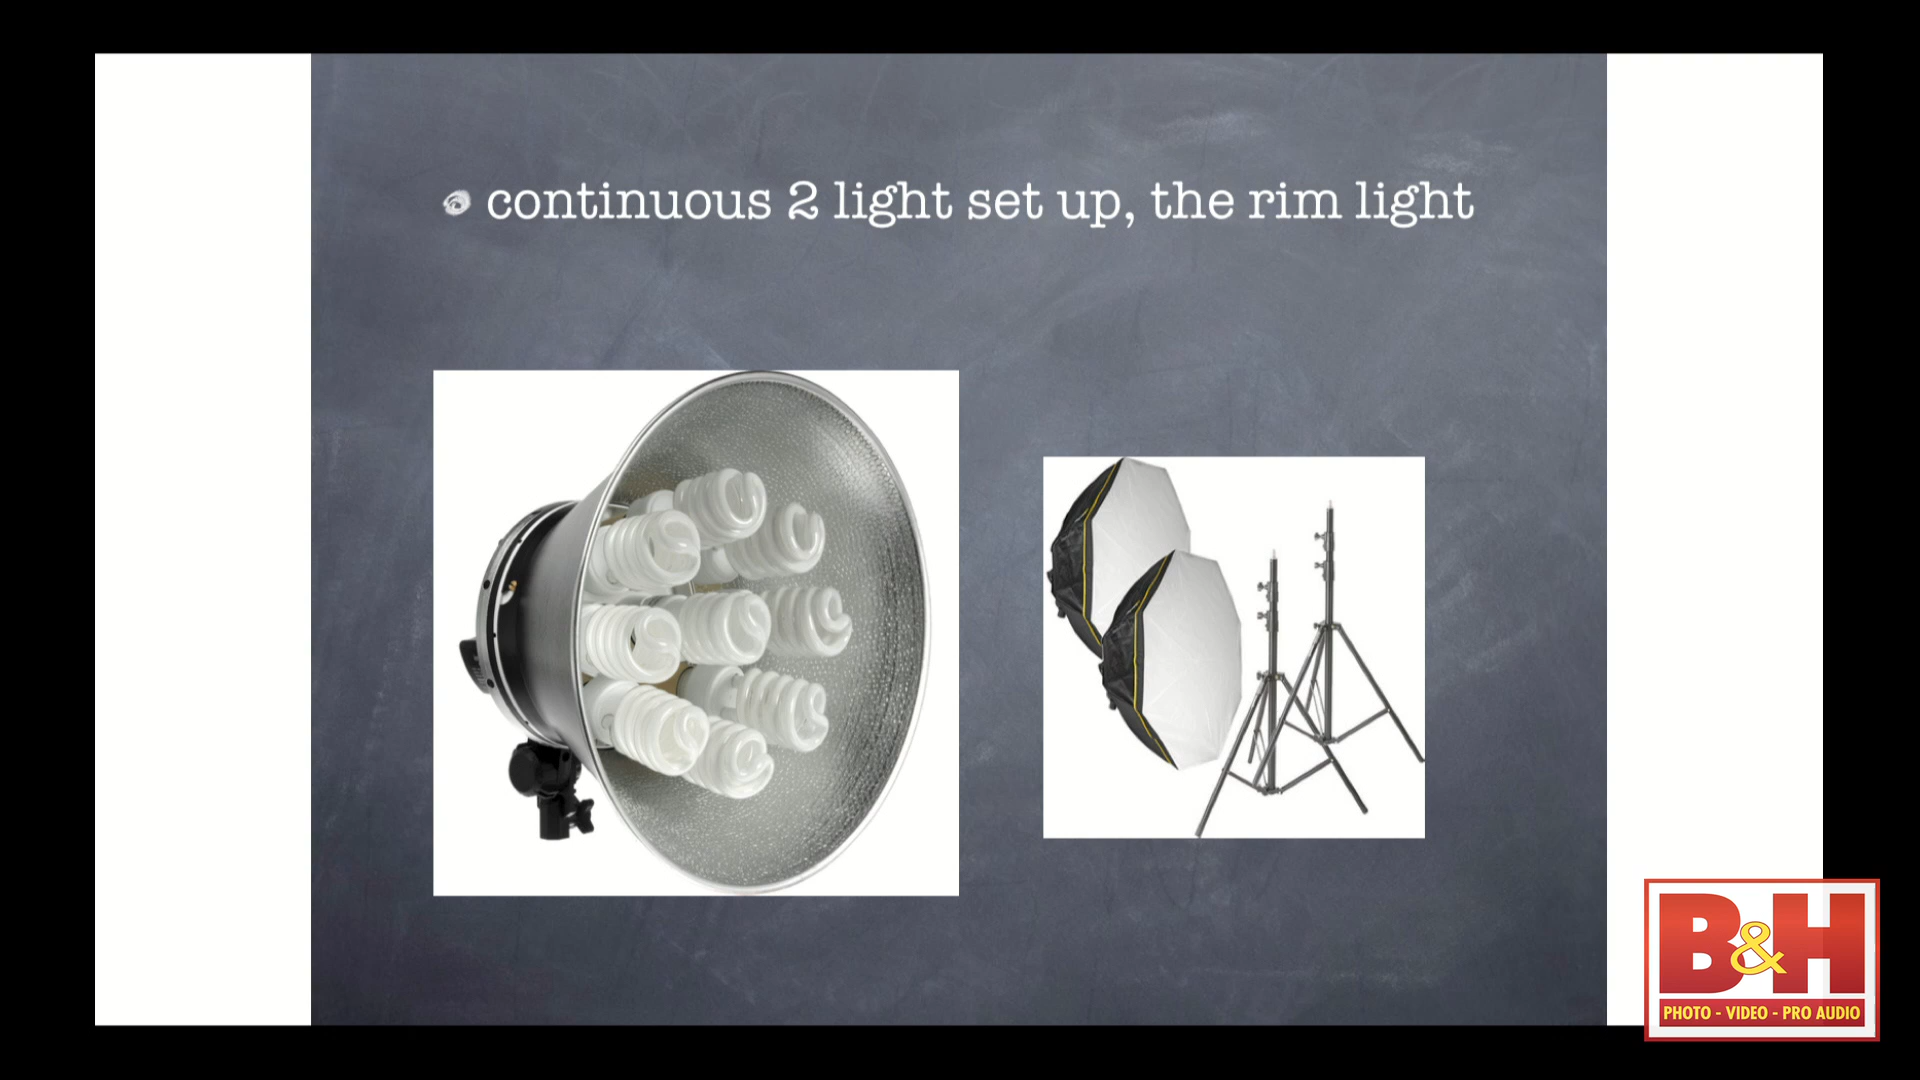 continuous 2 light set up, the rim light
B&H
PHOTO - VIDEO - PRO AUDIO